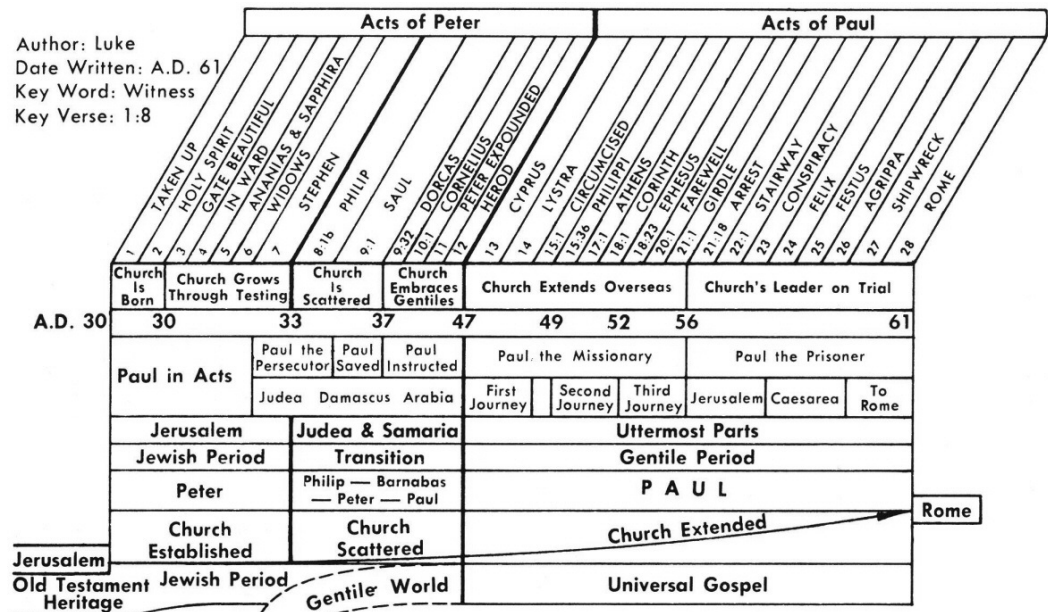 Acts of Peter
Acts of Paul
Author: Luke
Date Written: A.D. 61
Key Word: Witness
Key Verse: 1:8
TAKEN UP
HOLY SPIRIT
GATE BEAUTIFUL
IN WARD
ANANIAS & SAPPHIRA
WIDOWS
STEPHEN
PHILIP
SAUL
DORCAS
CORNELIUS
PETER EXPOUNDED
HEROD
CYPRUS
LYSTRA
CIRCUMCISED
PHILIPPI
ATHENS
CORINTH
EPHESUS
FAREWELL
GIRDLE
ARREST
STAIRWAY
CONSPIRACY
FELIX
FESTUS
AGRIPPA
SHIPWRECK
ROME
1
2
3
4
5
6
7
8:1b
9:1
9:32
10:1
11
12
13
14
15:1
15:36
17:1
18:1
18:23
20:1
21:1
21:18
22:1
23
24
25
26
27
28
Church
Is
Born
Church Grows
Through Testing
Church
Is
Scattered
Church
Embraces
Gentiles
Church Extends Overseas
Church's Leader on Trial
A.D. 30 30 33 37 47 49 52 56 61
Paul in Acts
Paul the
Persecutor
Paul
Saved
Paul
Instructed
Paul the Missionary
Paul the Prisoner
Judea Damascus Arabia
First
Journey
Second
Journey
Third
Journey
Jerusalem
Caesarea
To
Rome
Jerusalem
Judea & Samaria
Uttermost Parts
Jewish Period
Transition
Gentile Period
Peter
Philip — Barnabas
— Peter — Paul
PAUL
Church
Established
Church
Scattered
Church Extended
Rome
Jerusalem
Old Testament
Heritage
Jewish Period
Gentile World
Universal Gospel